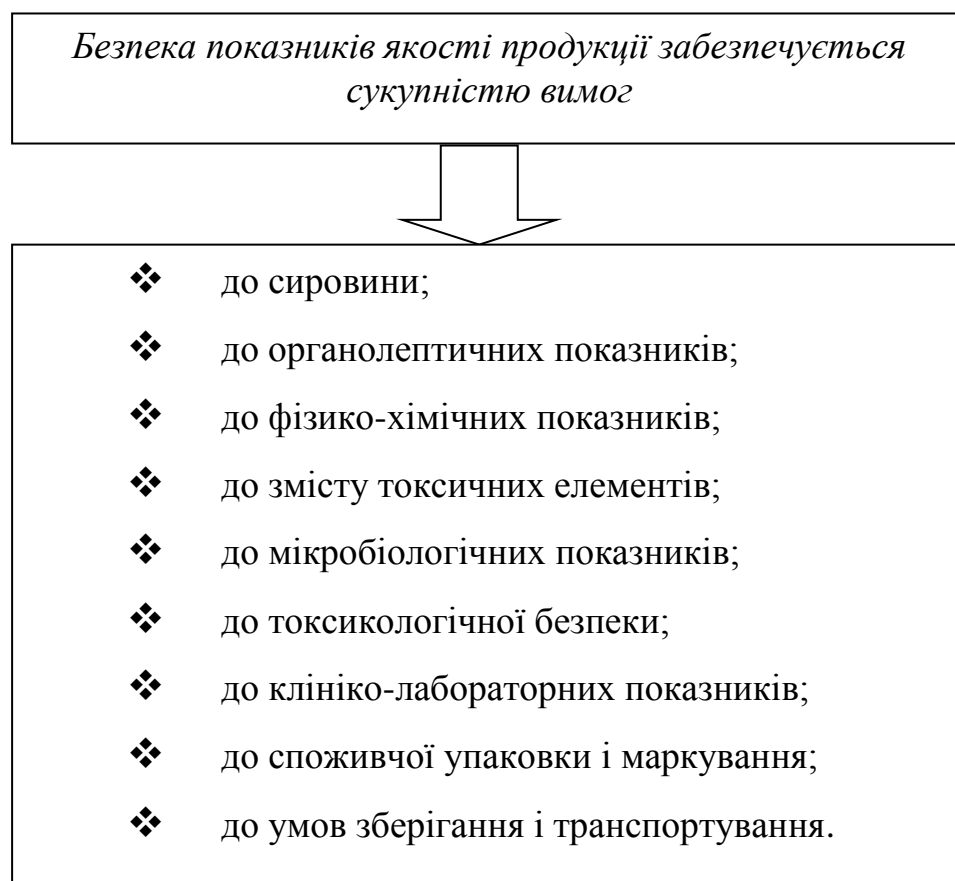 Безпека показників якості продукції забезпечується
сукупністю вимог
❖ до сировини;
❖ до органолептичних показників;
❖ до фізико-хімічних показників;
❖ до змісту токсичних елементів;
❖ до мікробіологічних показників;
❖ до токсикологічної безпеки;
❖ до клініко-лабораторних показників;
❖ до споживчої упаковки і маркування;
❖ до умов зберігання і транспортування.